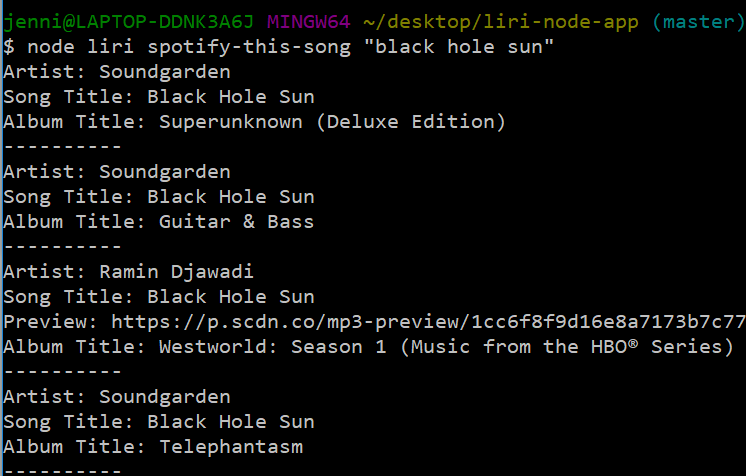 jenni@LAPTOP-DDNK3A6J MINGW64 ~/desktop/liri-node-app (master)
$ node liri spotify-this-song "black hole sun"
Artist: Soundgarden
Song Title: Black Hole Sun
Album Title: Superunknown (Deluxe Edition)
----------
Artist: Soundgarden
Song Title: Black Hole Sun
Album Title: Guitar & Bass
----------
Artist: Ramin Djawadi
Song Title: Black Hole Sun
Preview: https://p.scdn.co/mp3-preview/1cc6f8f9d16e8a7173b7c77
Album Title: Westworld: Season 1 (Music from the HBO® Series)
----------
Artist: Soundgarden
Song Title: Black Hole Sun
Album Title: Telephantasm
----------